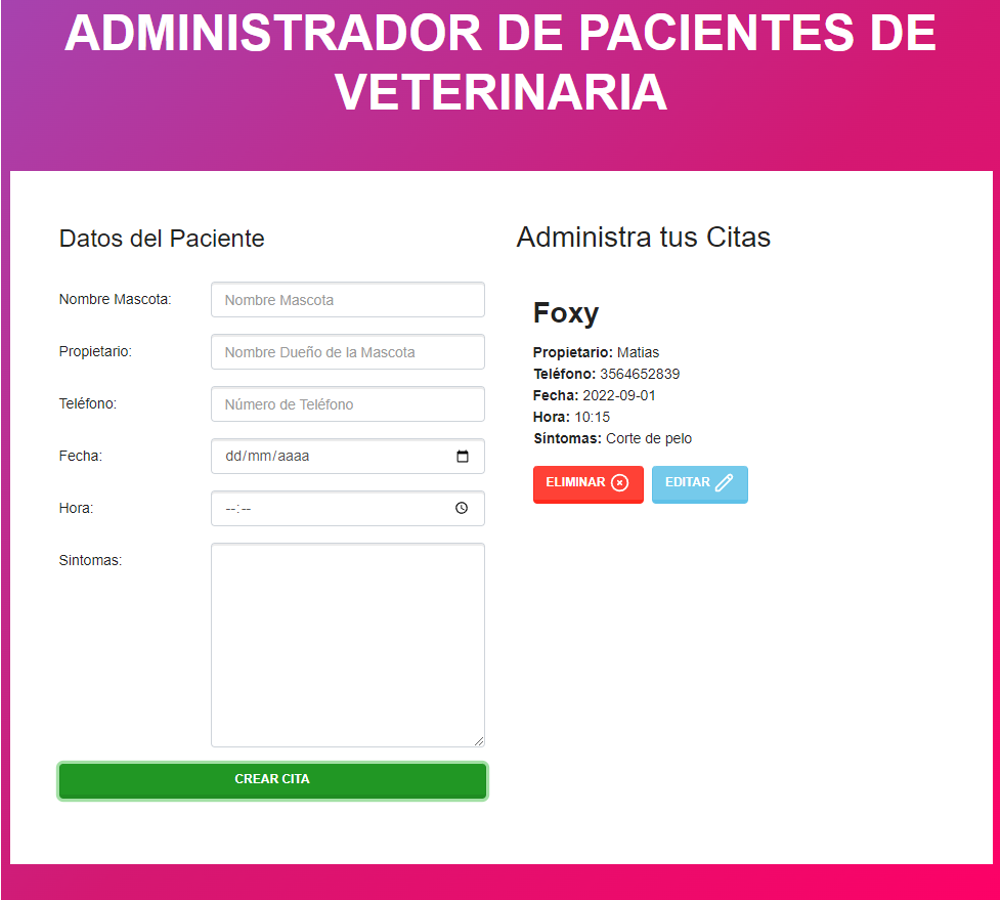 ADMINISTRADOR DE PACIENTES DE
VETERINARIA
Datos del Paciente
Nombre Mascota:
Nombre Mascota
Propietario:
Nombre Dueño de la Mascota
Teléfono:
Número de Teléfono
Fecha:
dd/mm/aaaa
Hora:
--:--
Sintomas:
CREAR CITA
Administra tus Citas
Foxy
Propietario: Matias
Teléfono: 3564652839
Fecha: 2022-09-01
Hora: 10:15
Síntomas: Corte de pelo
ELIMINAR
EDITAR